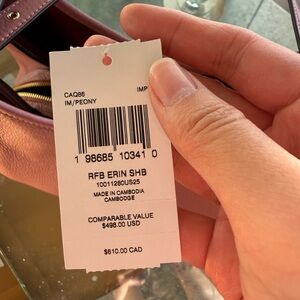 CAQ86 IMP
IM/PEONY
1 98685 10341 0
RFB ERIN SHB
10011280US25
MADE IN CAMBODIA
CAMBODGE
COMPARABLE VALUE
$498.00 USD
$610.00 CAD